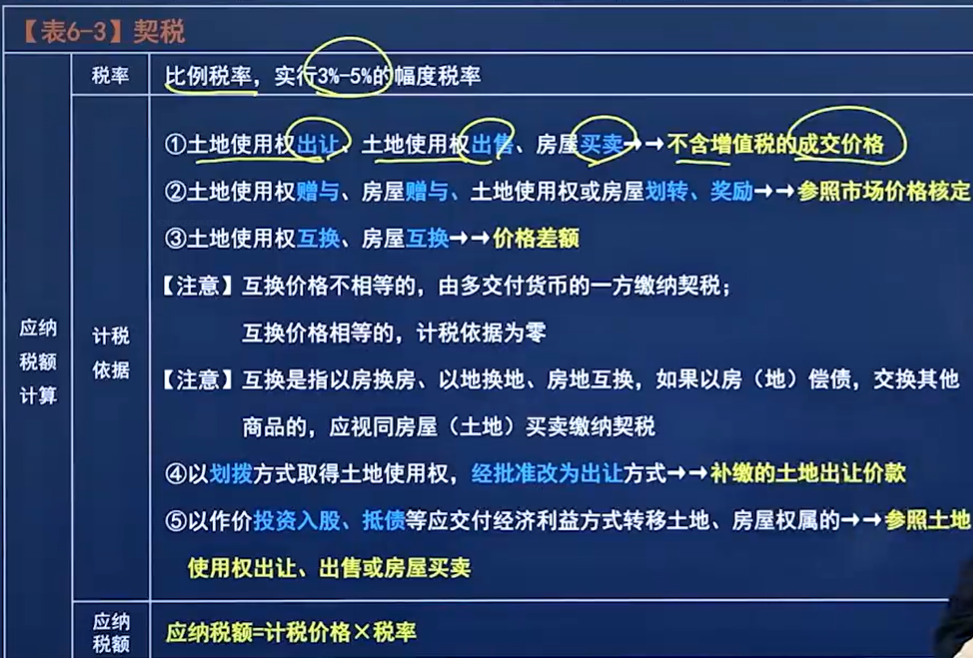 【表6-3】契税
税率
比例税率，实行3%-5%的幅度税率
应纳
税额
计算
计税
依据
①土地使用权出让、土地使用权出售、房屋买卖→→不含增值税的成交价格
②土地使用权赠与、房屋赠与、土地使用权或房屋划转、奖励→→参照市场价格核定
③土地使用权互换、房屋互换→→价格差额
【注意】互换价格不相等的，由多交付货币的一方缴纳契税；
互换价格相等的，计税依据为零
【注意】互换是指以房换房、以地换地、房地互换，如果以房（地）偿债，交换其他
商品的，应视同房屋（土地）买卖缴纳契税
④以划拨方式取得土地使用权，经批准改为出让方式→→补缴的土地出让价款
⑤以作价投资入股、抵债等应交付经济利益方式转移土地、房屋权属的→→参照土地
使用权出让、出售或房屋买卖
应纳
税额
应纳税额=计税价格×税率